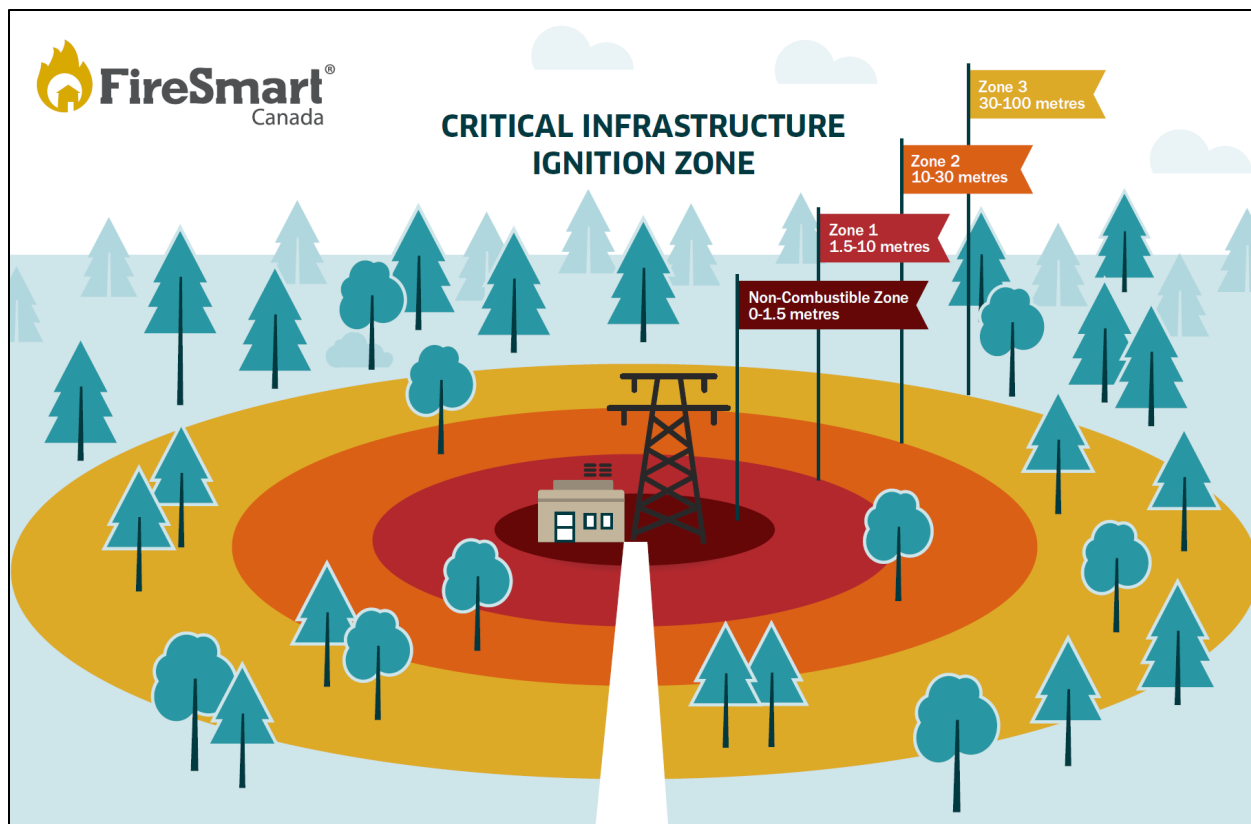 FireSmart®
Canada
CRITICAL INFRASTRUCTURE
IGNITION ZONE
Zone 3
30-100 metres
Zone 2
10-30 metres
Zone 1
1.5-10 metres
Non-Combustible Zone
0-1.5 metres